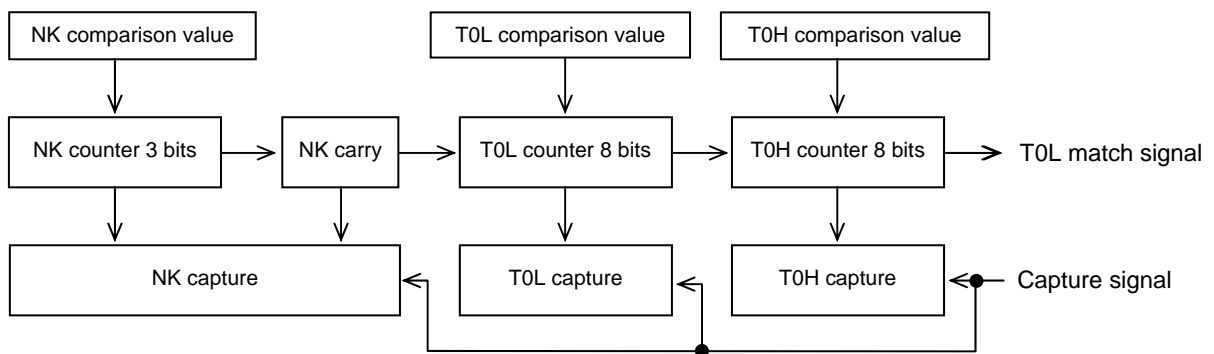 NK comparison value
T0L comparison value
T0H comparison value
NK counter 3 bits
NK carry
T0L counter 8 bits
T0H counter 8 bits
T0L match signal
NK capture
T0L capture
T0H capture
Capture signal